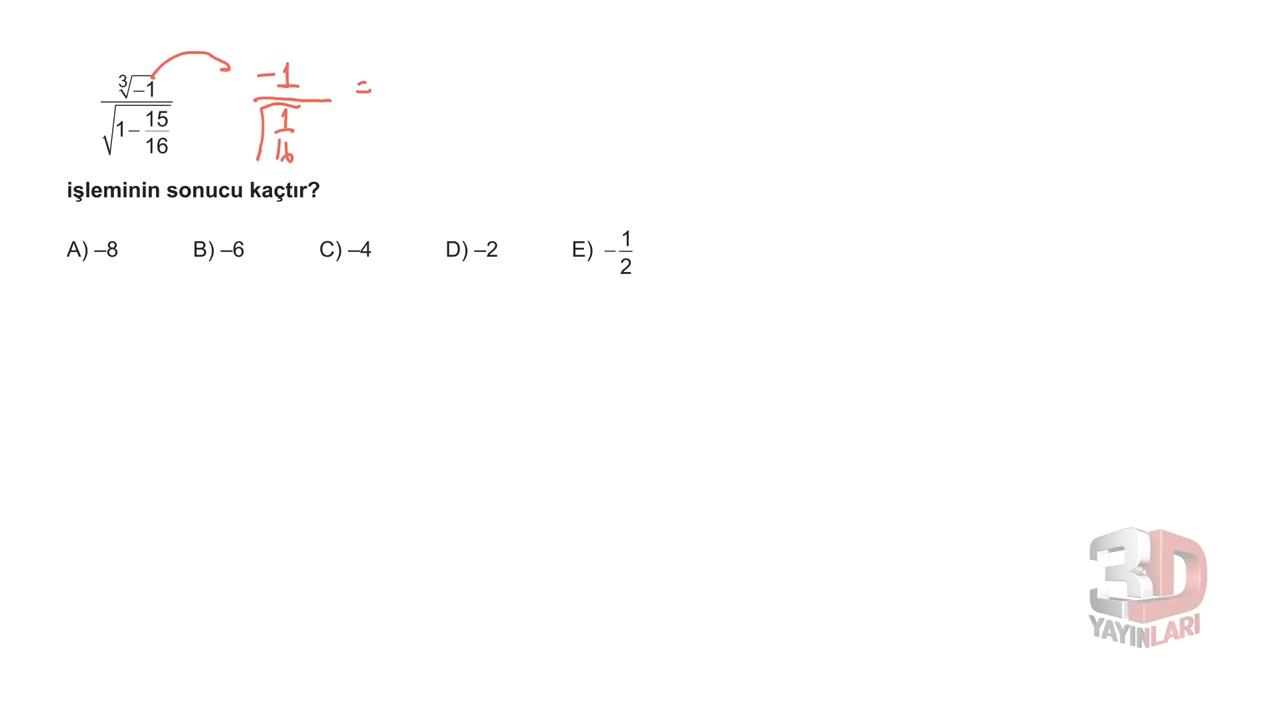 ∛–1 / √(1 – 15/16)
–1 / √(1/16) =
işleminin sonucu kaçtır?
A) –8 B) –6 C) –4 D) –2 E) –1/2
3D
YAYINLARI